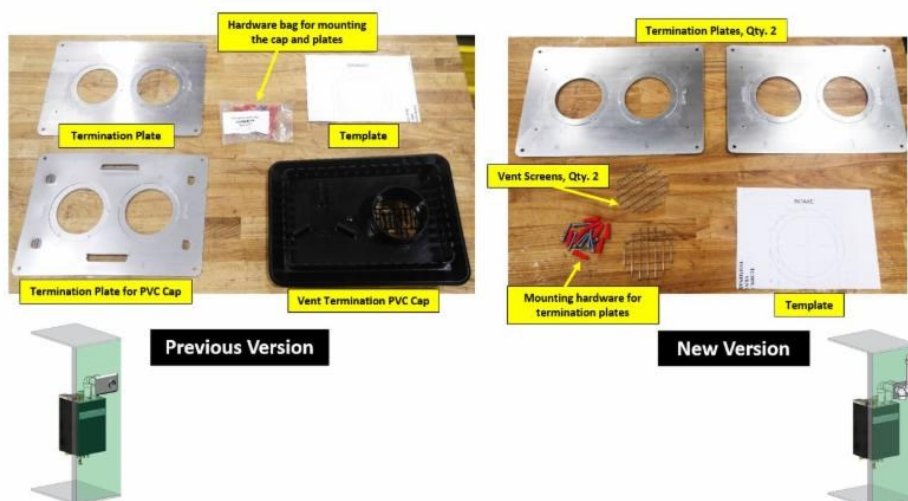 Hardware bag for mounting
the cap and plates
Termination Plates, Qty. 2
Termination Plate
Template
Vent Screens, Qty. 2
Termination Plate for PVC Cap
Vent Termination PVC Cap
Mounting hardware for
termination plates
Template
Previous Version
New Version